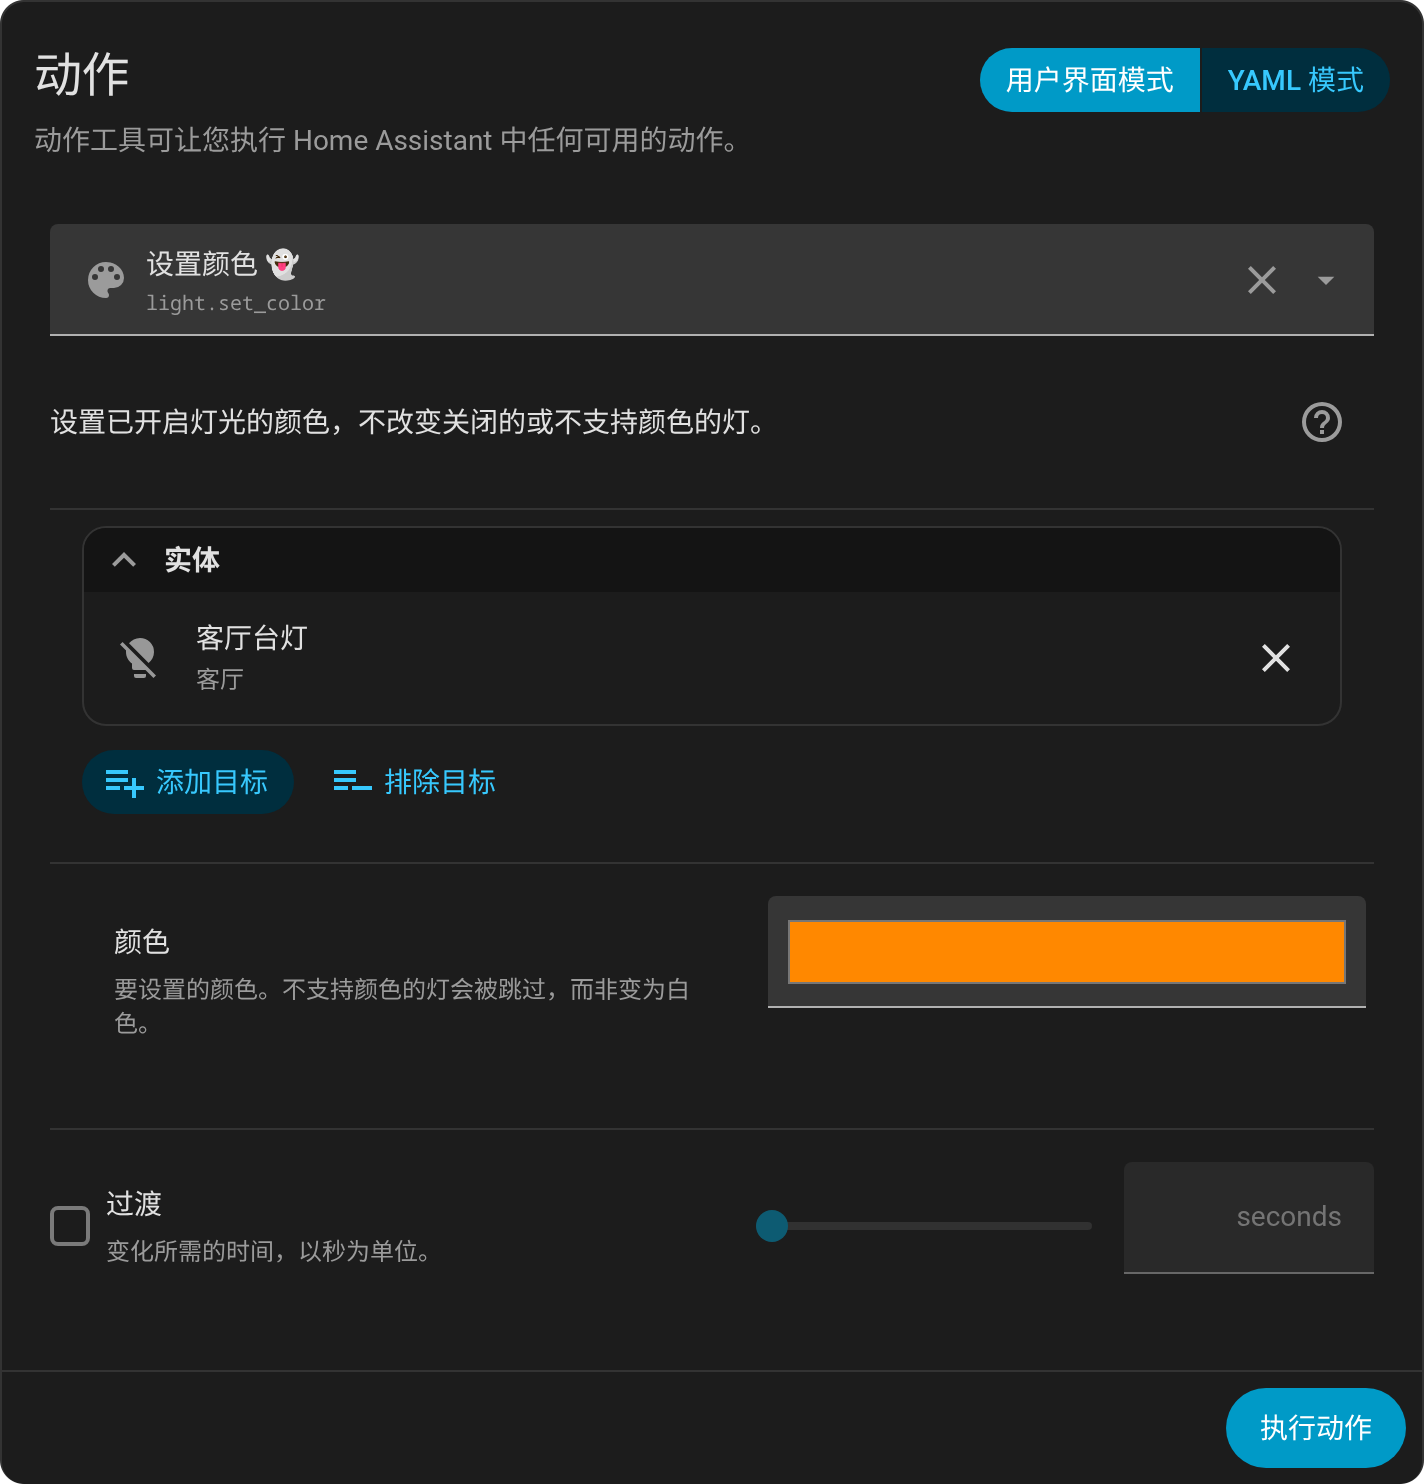 动作
用户界面模式
YAML 模式
动作工具可让您执行 Home Assistant 中任何可用的动作。
设置颜色 👻
light.set_color
设置已开启灯光的颜色，不改变关闭的或不支持颜色的灯。
实体
客厅台灯
客厅
添加目标
排除目标
颜色
要设置的颜色。不支持颜色的灯会被跳过，而非变为白
色。
过渡
变化所需的时间，以秒为单位。
seconds
执行动作